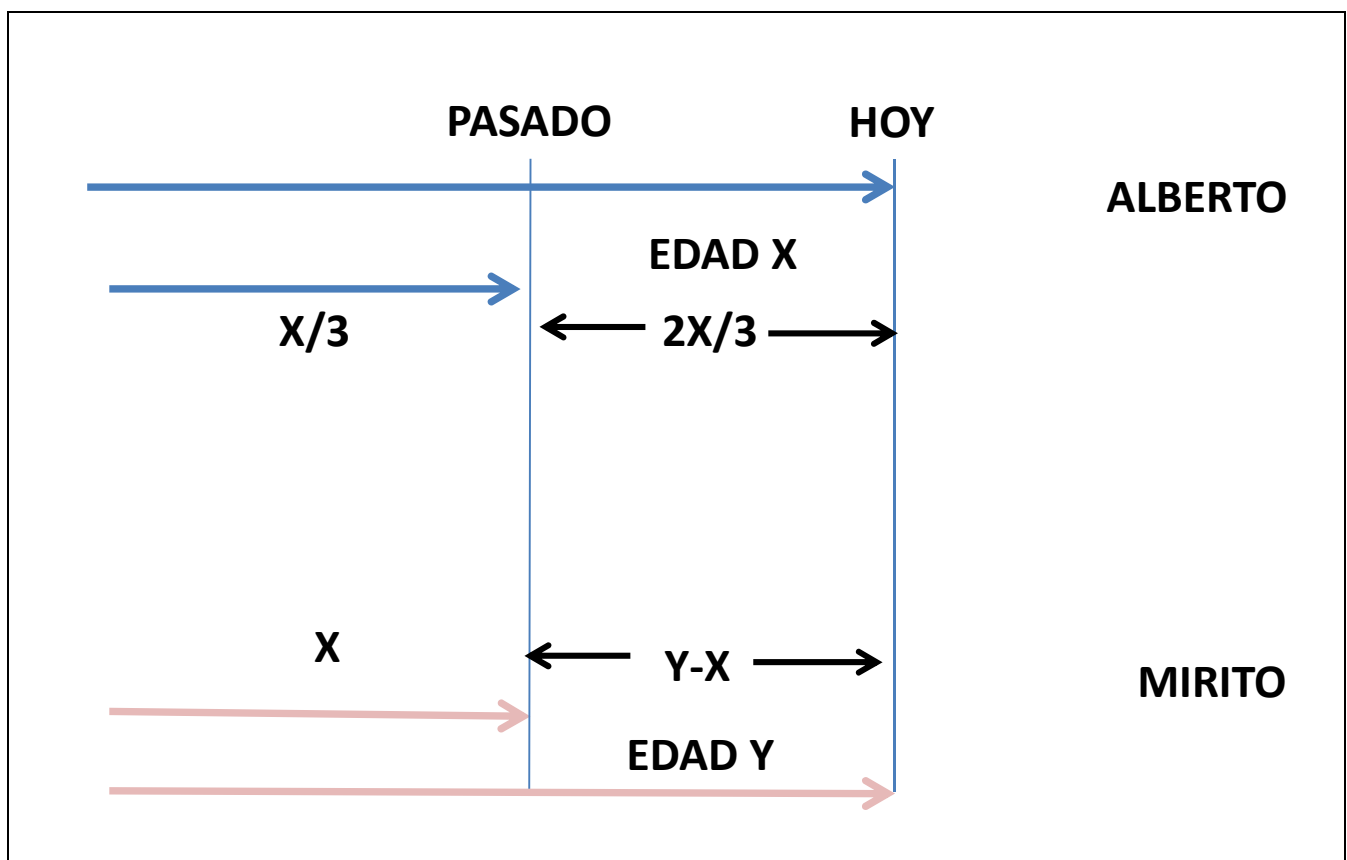 PASADO
HOY
ALBERTO
EDAD X
X/3
2X/3
X
Y-X
MIRITO
EDAD Y